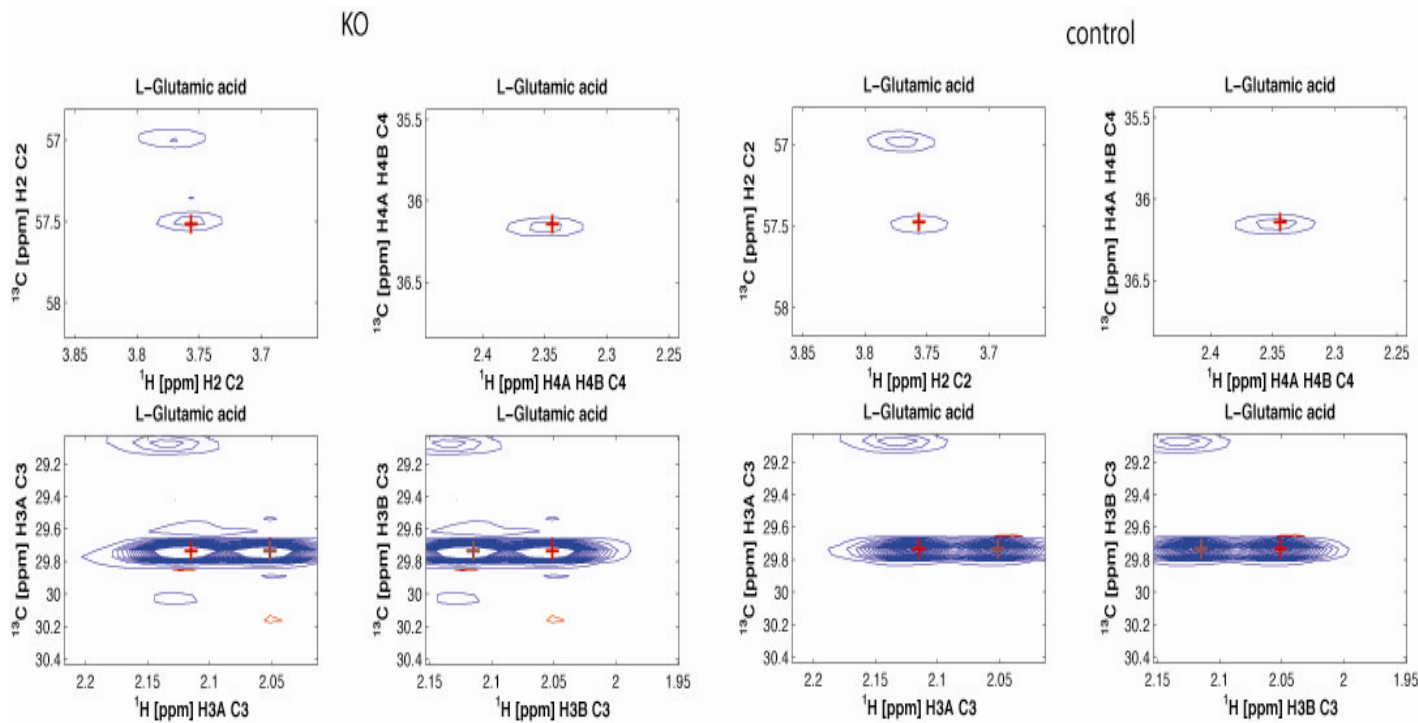 KO
control
L-Glutamic acid
L-Glutamic acid
L-Glutamic acid
L-Glutamic acid
¹³C [ppm] H2 C2
57
57.5
58
3.85 3.8 3.75 3.7
¹H [ppm] H2 C2
¹³C [ppm] H4A H4B C4
35.5
36
36.5
2.4 2.35 2.3 2.25
¹H [ppm] H4A H4B C4
¹³C [ppm] H2 C2
57
57.5
58
3.85 3.8 3.75 3.7
¹H [ppm] H2 C2
¹³C [ppm] H4A H4B C4
35.5
36
36.5
2.4 2.35 2.3 2.25
¹H [ppm] H4A H4B C4
L-Glutamic acid
L-Glutamic acid
L-Glutamic acid
L-Glutamic acid
¹³C [ppm] H3A C3
29.2
29.4
29.6
29.8
30
30.2
30.4
2.2 2.15 2.1 2.05
¹H [ppm] H3A C3
¹³C [ppm] H3B C3
29.2
29.4
29.6
29.8
30
30.2
30.4
2.15 2.1 2.05 2 1.95
¹H [ppm] H3B C3
¹³C [ppm] H3A C3
29.2
29.4
29.6
29.8
30
30.2
30.4
2.2 2.15 2.1 2.05
¹H [ppm] H3A C3
¹³C [ppm] H3B C3
29.2
29.4
29.6
29.8
30
30.2
30.4
2.15 2.1 2.05 2 1.95
¹H [ppm] H3B C3